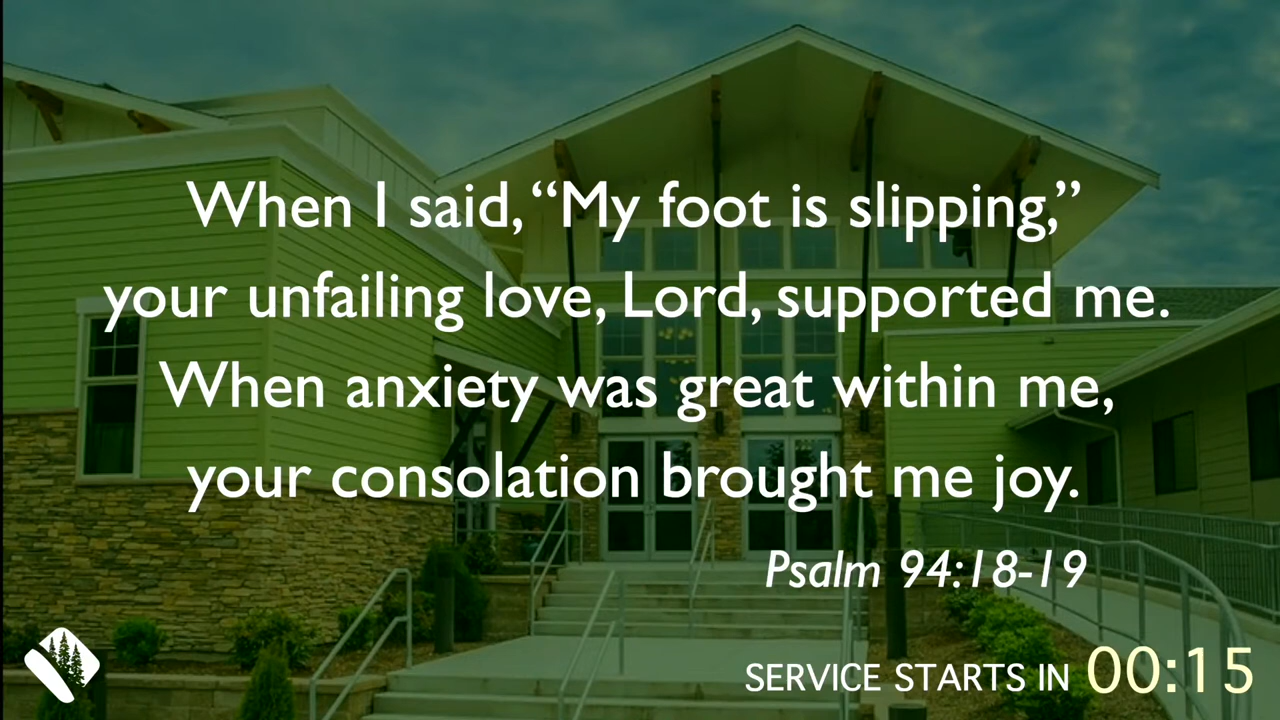 When I said, “My foot is slipping,”
your unfailing love, Lord, supported me.
When anxiety was great within me,
your consolation brought me joy.
Psalm 94:18-19
SERVICE STARTS IN 00:15